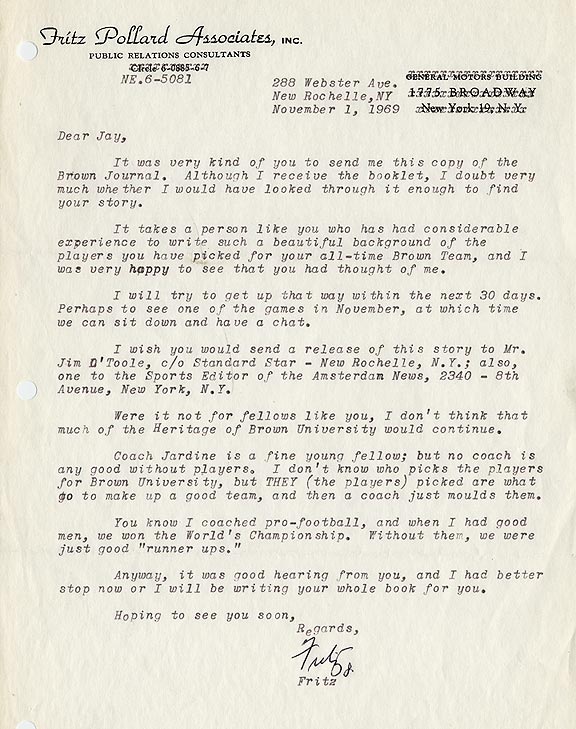 Fritz Pollard Associates, INC.
PUBLIC RELATIONS CONSULTANTS
Circle 6-0885-6-7
NE.6-5081
GENERAL MOTORS BUILDING
1775 BROADWAY
New York 19, N. Y.
288 Webster Ave.
New Rochelle,NY
November 1, 1969
Dear Jay,
It was very kind of you to send me this copy of the
Brown Journal. Although I receive the booklet, I doubt very
much whether I would have looked through it enough to find
your story.
It takes a person like you who has had considerable
experience to write such a beautiful background of the
players you have picked for your all-time Brown Team, and I
was very happy to see that you had thought of me.
I will try to get up that way within the next 30 days.
Perhaps to see one of the games in November, at which time
we can sit down and have a chat.
I wish you would send a release of this story to Mr.
Jim O'Toole, c/o Standard Star - New Rochelle, N.Y.; also,
one to the Sports Editor of the Amsterdam News, 2340 - 8th
Avenue, New York, N.Y.
Were it not for fellows like you, I don't think that
much of the Heritage of Brown University would continue.
Coach Jardine is a fine young fellow; but no coach is
any good without players. I don't know who picks the players
for Brown University, but THEY (the players) picked are what
go to make up a good team, and then a coach just moulds them.
You know I coached pro-football, and when I had good
men, we won the World's Championship. Without them, we were
just good "runner ups."
Anyway, it was good hearing from you, and I had better
stop now or I will be writing your whole book for you.
Hoping to see you soon,
Regards,
Fritz
Fritz